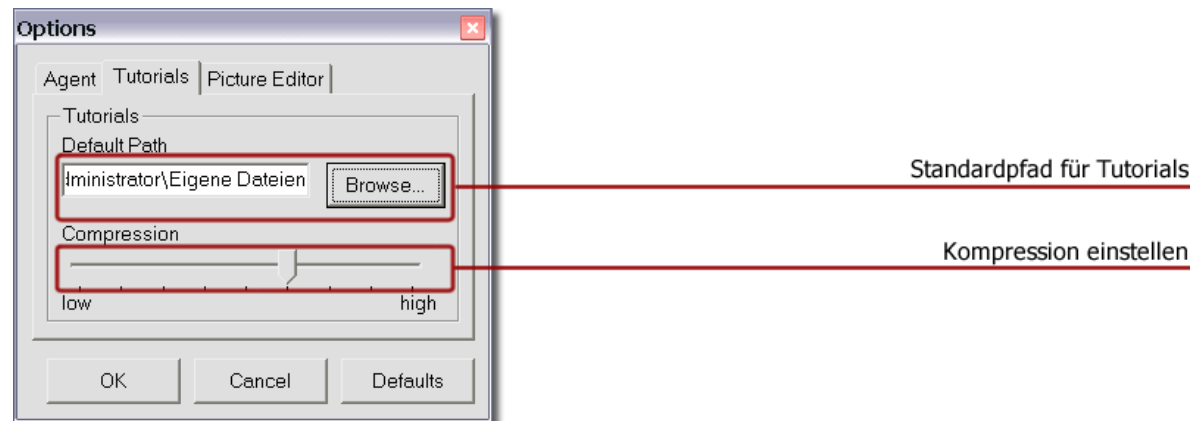 Options
Agent Tutorials Picture Editor
Tutorials
Default Path
dministrator\Eigene Dateien Browse...
Standardpfad für Tutorials
Compression
Kompression einstellen
low high
OK Cancel Defaults